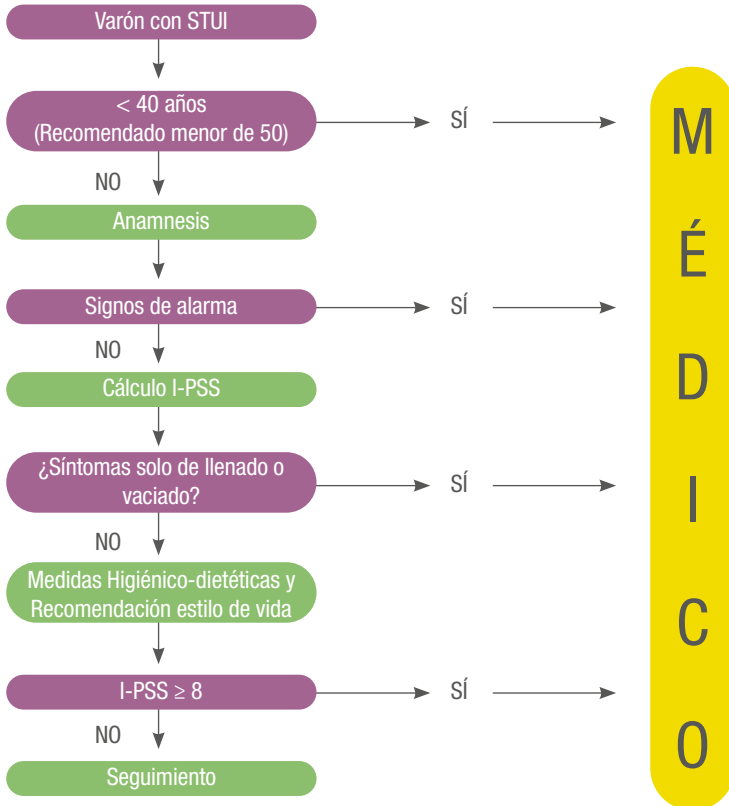 Varón con STUI
< 40 años
(Recomendado menor de 50)
SÍ
NO
Anamnesis
Signos de alarma
SÍ
NO
Cálculo I-PSS
¿Síntomas solo de llenado o
vaciado?
SÍ
NO
Medidas Higiénico-dietéticas y
Recomendación estilo de vida
I-PSS ≥ 8
SÍ
NO
Seguimiento
M
É
D
I
C
O